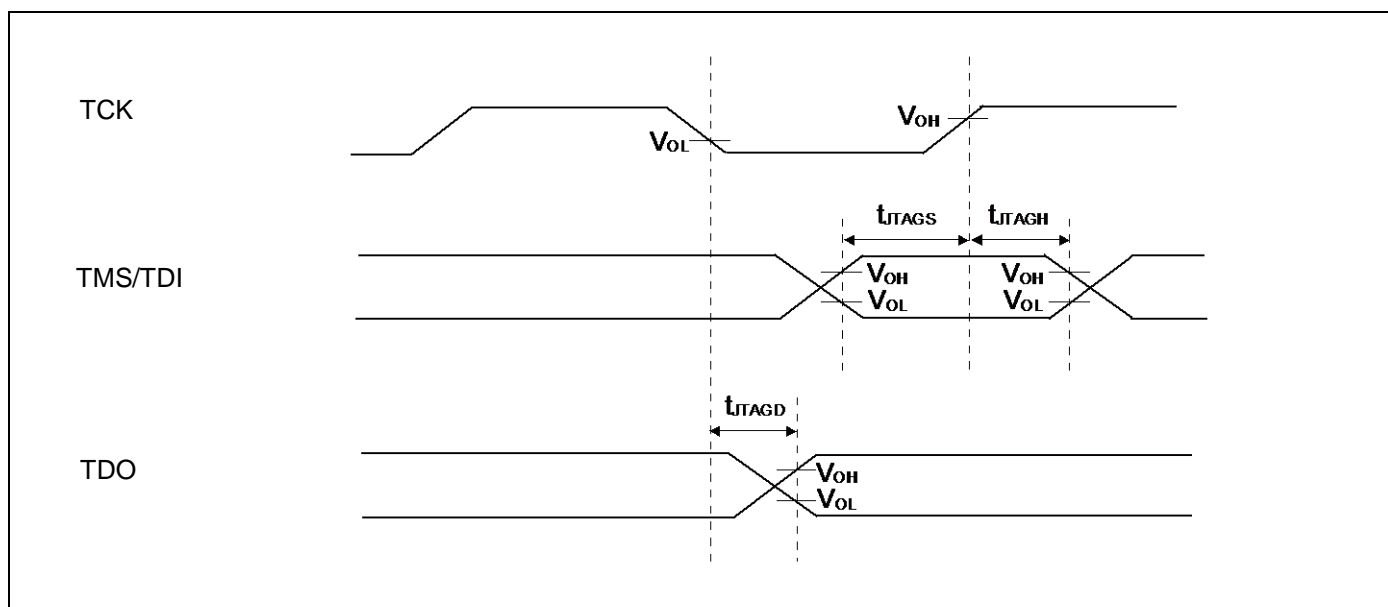 TCK
VOL
VOH
tJTAGS
tJTAGH
TMS/TDI
VOH
VOL
VOH
VOL
tJTAGD
TDO
VOH
VOL